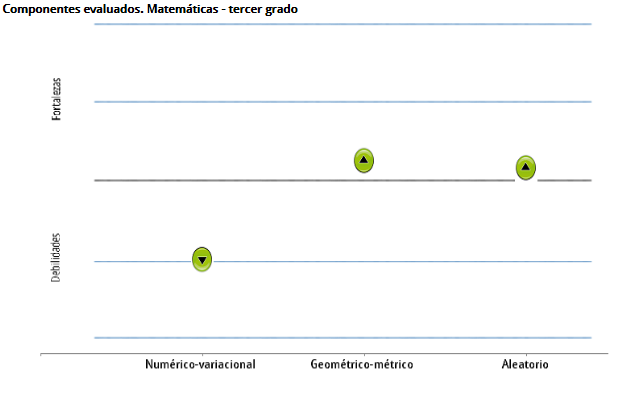 Componentes evaluados. Matemáticas - tercer grado
Fortalezas
Debilidades
Numérico-variacional
Geométrico-métrico
Aleatorio